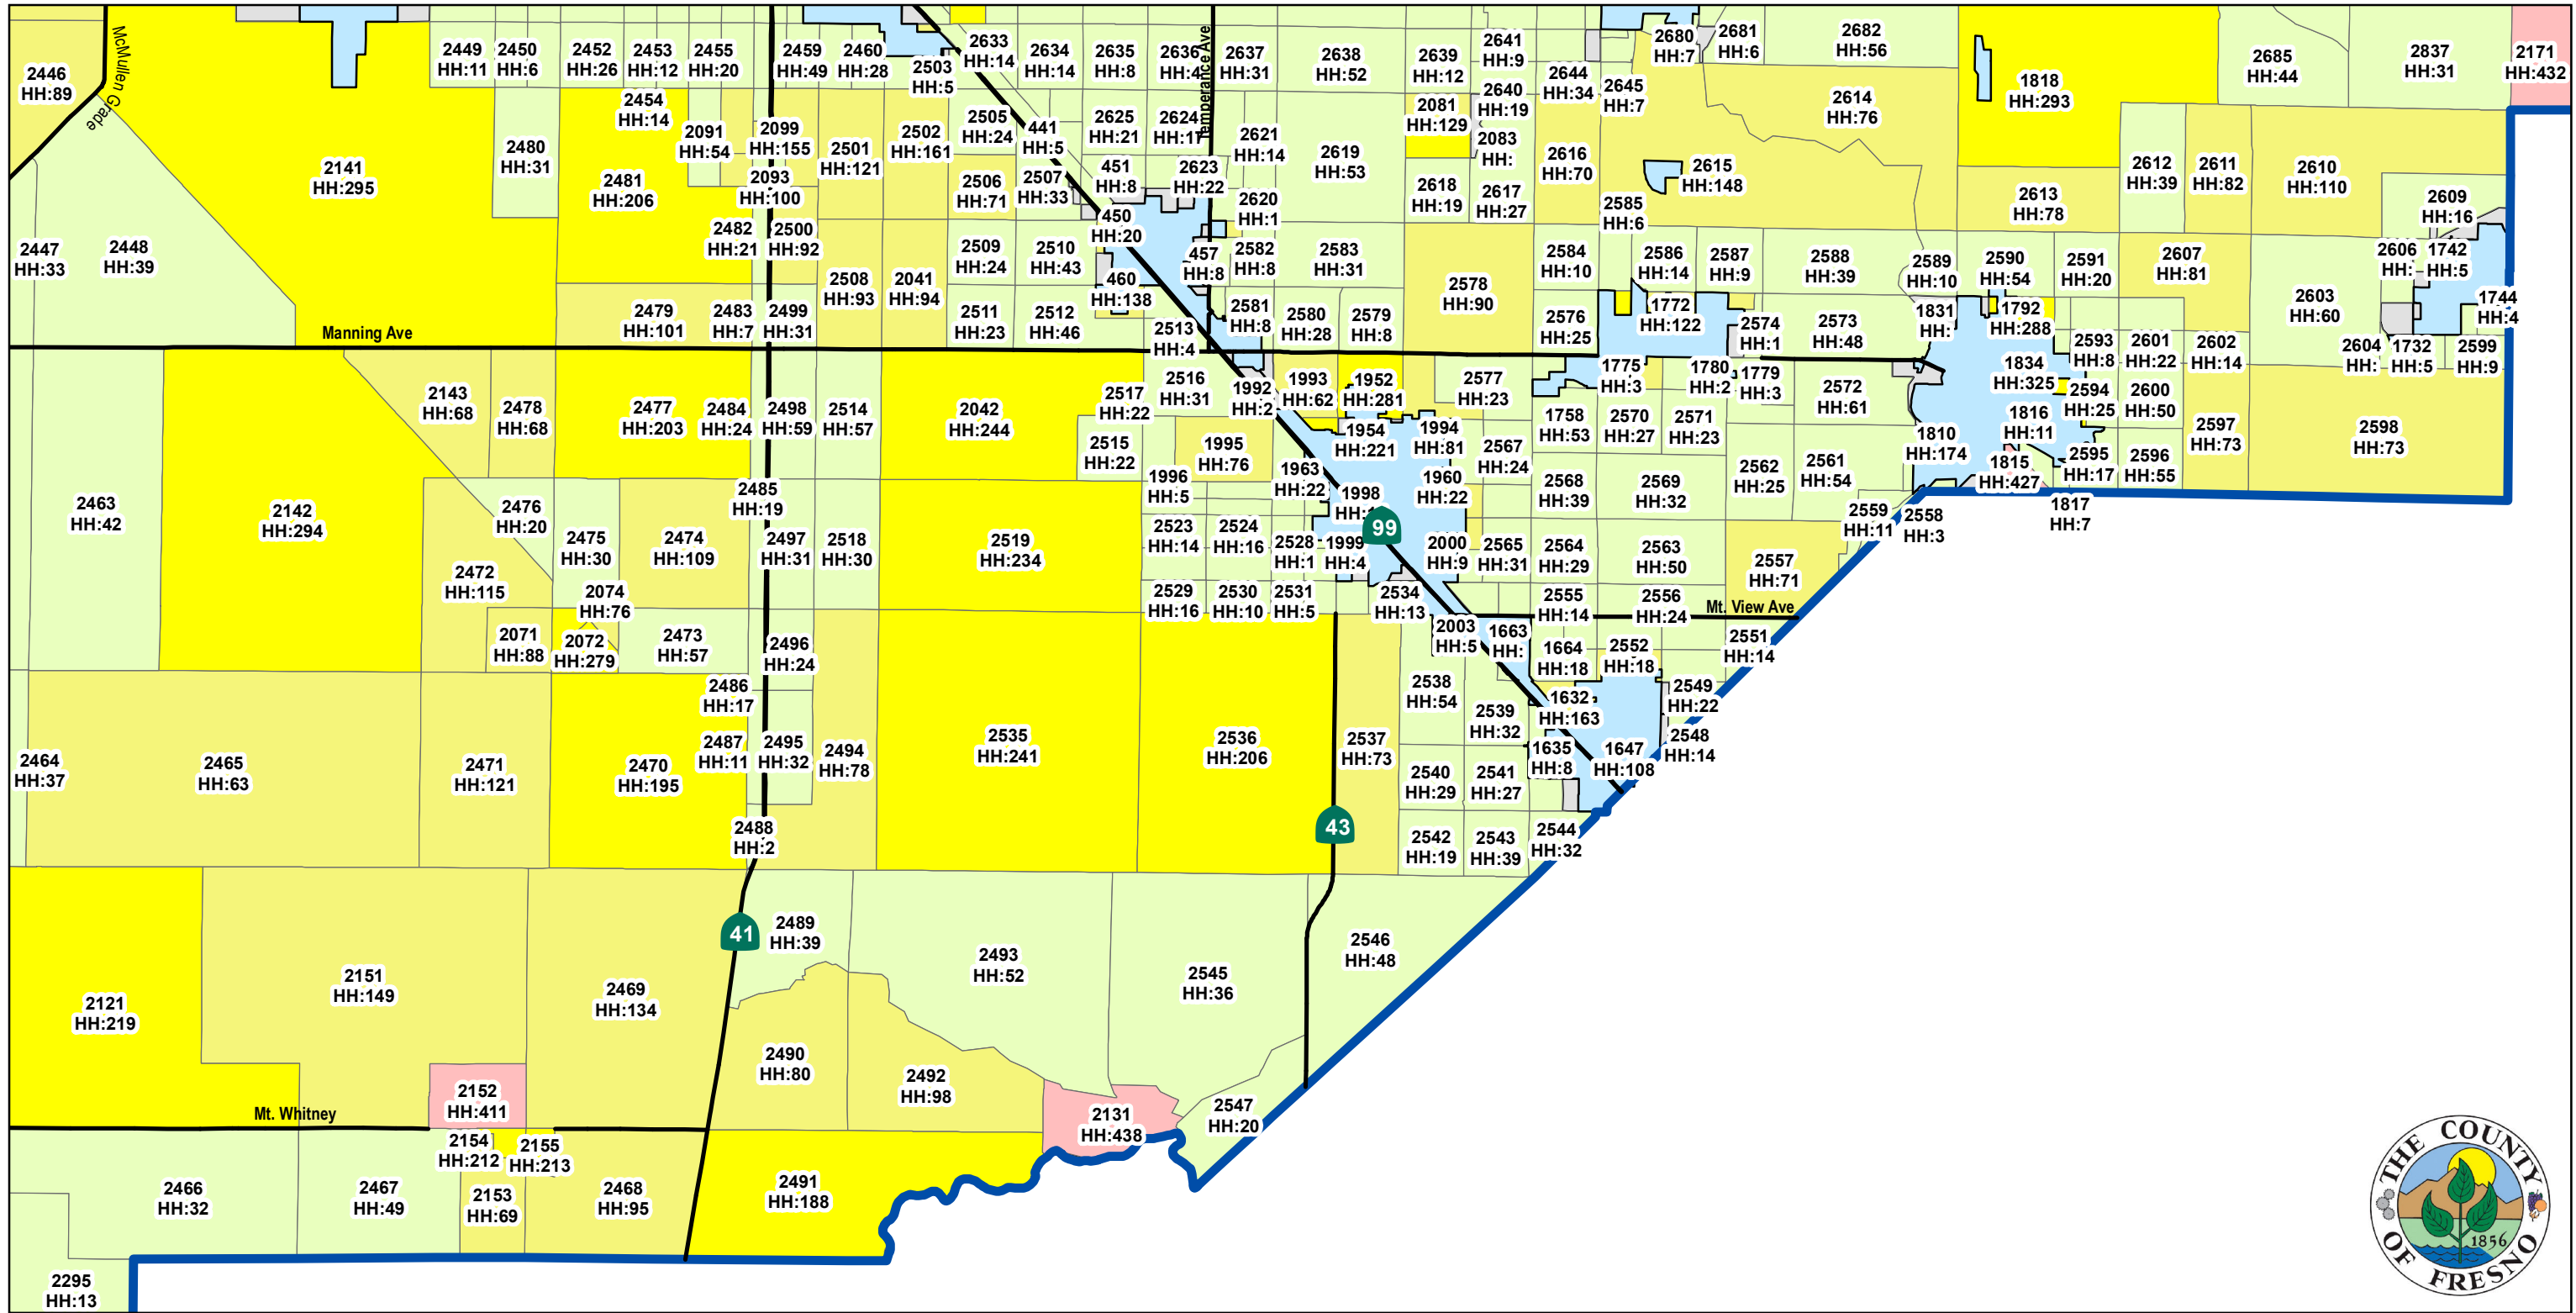 McMullen Grade
2446
HH:89
2449
HH:11
2450
HH:6
2452
HH:26
2453
HH:12
2455
HH:20
2459
HH:49
2460
HH:28
2503
HH:5
2633
HH:14
2634
HH:14
2635
HH:8
2636
HH:4
Temperance Ave
2637
HH:31
2638
HH:52
2639
HH:12
2641
HH:9
2640
HH:19
2644
HH:34
2645
HH:7
2680
HH:7
2681
HH:6
2682
HH:56
1818
HH:293
2685
HH:44
2837
HH:31
2171
HH:432
2141
HH:295
2480
HH:31
2454
HH:14
2481
HH:206
2091
HH:54
2099
HH:155
2093
HH:100
2501
HH:121
2502
HH:161
2505
HH:24
441
HH:5
2625
HH:21
2624
HH:17
2621
HH:14
2619
HH:53
2081
HH:129
2083
HH:
2616
HH:70
2614
HH:76
2615
HH:148
2612
HH:39
2611
HH:82
2610
HH:110
2613
HH:78
2609
HH:16
2506
HH:71
2507
HH:33
451
HH:8
2623
HH:22
2620
HH:1
2618
HH:19
2617
HH:27
2585
HH:6
2447
HH:33
2448
HH:39
2482
HH:21
2500
HH:92
2508
HH:93
2041
HH:94
2509
HH:24
2510
HH:43
450
HH:20
457
HH:8
460
HH:138
2582
HH:8
2583
HH:31
2578
HH:90
2584
HH:10
2586
HH:14
2587
HH:9
2588
HH:39
2589
HH:10
2590
HH:54
2591
HH:20
2607
HH:81
2603
HH:60
2606
HH:
1742
HH:5
1744
HH:4
Manning Ave
2479
HH:101
2483
HH:7
2499
HH:31
2511
HH:23
2512
HH:46
2513
HH:4
2581
HH:8
2580
HH:28
2579
HH:8
2576
HH:25
1772
HH:122
2574
HH:1
2573
HH:48
1831
HH:
1792
HH:288
2593
HH:8
2601
HH:22
2602
HH:14
2604
HH:
1732
HH:5
2599
HH:9
2143
HH:68
2478
HH:68
2477
HH:203
2484
HH:24
2498
HH:59
2514
HH:57
2042
HH:244
2517
HH:22
2516
HH:31
1992
HH:2
1993
HH:62
1952
HH:281
2577
HH:23
1775
HH:3
1780
HH:2
1779
HH:3
2572
HH:61
1834
HH:325
2594
HH:25
2600
HH:50
2515
HH:22
1995
HH:76
1954
HH:221
1994
HH:81
2567
HH:24
1758
HH:53
2570
HH:27
2571
HH:23
1810
HH:174
1816
HH:11
2597
HH:73
2598
HH:73
2463
HH:42
2142
HH:294
2476
HH:20
2475
HH:30
2474
HH:109
2485
HH:19
2497
HH:31
2518
HH:30
2519
HH:234
1996
HH:5
1963
HH:22
1998
99
1960
HH:22
2568
HH:39
2569
HH:32
2562
HH:25
2561
HH:54
1815
HH:427
2595
HH:17
2596
HH:55
1817
HH:7
2559
HH:11
2558
HH:3
2523
HH:14
2524
HH:16
2528
HH:1
1999
HH:4
2000
HH:9
2565
HH:31
2564
HH:29
2563
HH:50
2557
HH:71
2472
HH:115
2074
HH:76
2529
HH:16
2530
HH:10
2531
HH:5
2534
HH:13
2555
HH:14
2556
HH:24
Mt. View Ave
2071
HH:88
2072
HH:279
2473
HH:57
2496
HH:24
2003
HH:5
1663
HH:
1664
HH:18
2552
HH:18
2551
HH:14
2464
HH:37
2465
HH:63
2471
HH:121
2470
HH:195
2486
HH:17
2487
HH:11
2495
HH:32
2494
HH:78
2535
HH:241
2536
HH:206
2537
HH:73
2538
HH:54
2539
HH:32
1632
HH:163
2549
HH:22
2548
HH:14
1635
HH:8
1647
HH:108
2540
HH:29
2541
HH:27
2488
HH:2
43
2542
HH:19
2543
HH:39
2544
HH:32
41
2489
HH:39
2493
HH:52
2545
HH:36
2546
HH:48
2121
HH:219
2151
HH:149
2469
HH:134
2490
HH:80
2492
HH:98
2152
HH:411
2131
HH:438
2547
HH:20
Mt. Whitney
2154
HH:212
2155
HH:213
2466
HH:32
2467
HH:49
2153
HH:69
2468
HH:95
2491
HH:188
2295
HH:13
THE COUNTY
OF FRESNO
1856